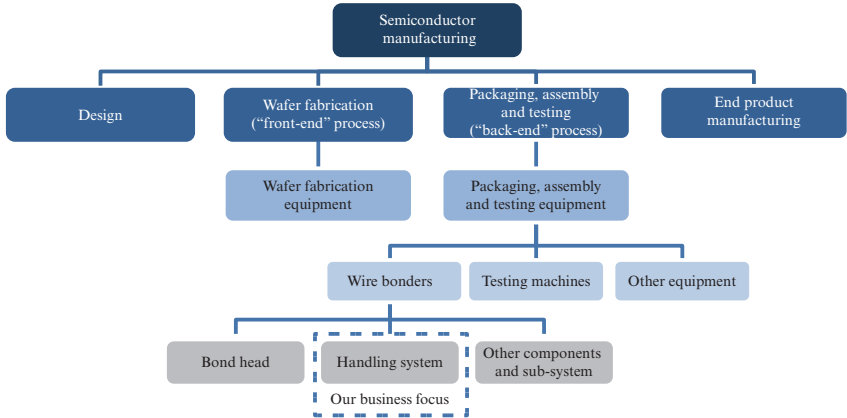 Semiconductor
manufacturing
Design
Wafer fabrication
(“front-end” process)
Packaging, assembly
and testing
(“back-end” process)
End product
manufacturing
Wafer fabrication
equipment
Packaging, assembly
and testing equipment
Wire bonders
Testing machines
Other equipment
Bond head
Handling system
Other components
and sub-system
Our business focus